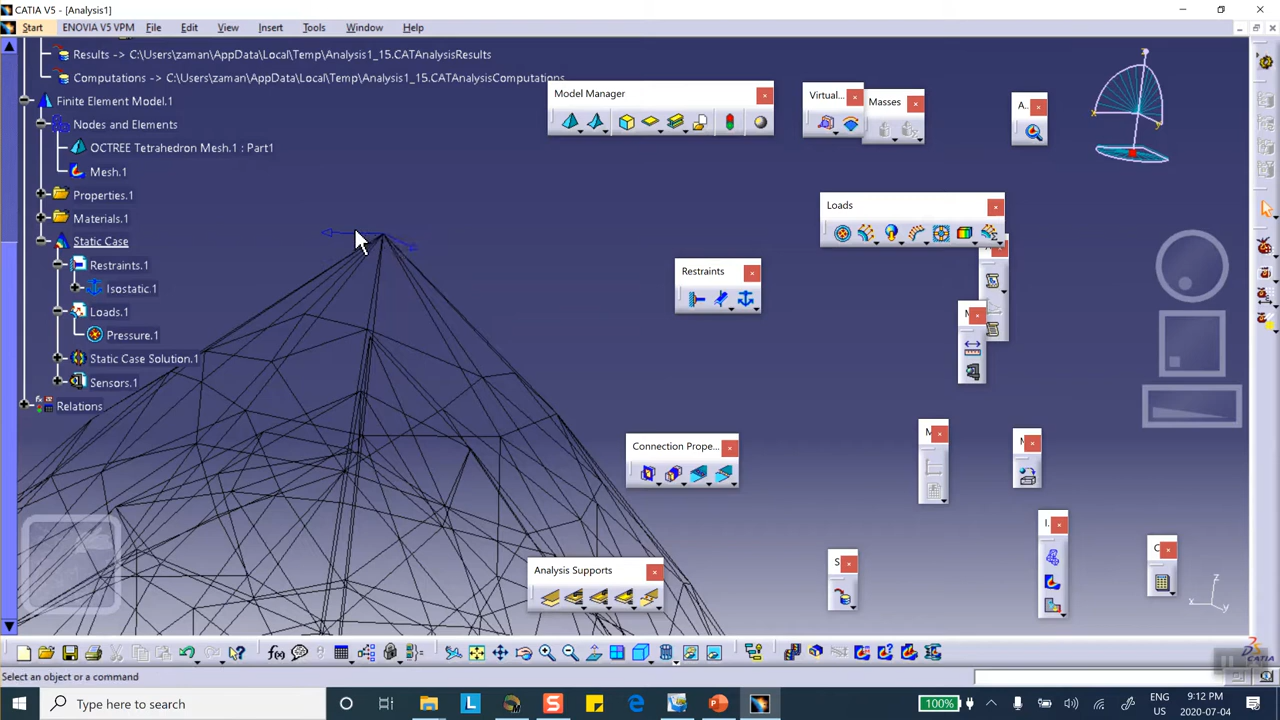 CATIA V5 - [Analysis1]
Start ENOVIA V5 VPM File Edit View Insert Tools Window Help
Results -> C:\Users\zaman\AppData\Local\Temp\Analysis1_15.CATAnalysisResults
Computations -> C:\Users\zaman\AppData\Local\Temp\Analysis1_15.CATAnalysisComputations
Finite Element Model.1
Nodes and Elements
OCTREE Tetrahedron Mesh.1 : Part1
Mesh.1
Properties.1
Materials.1
Static Case
Restraints.1
Isostatic.1
Loads.1
Pressure.1
Static Case Solution.1
Sensors.1
Relations
Model Manager
Virtual...
Masses
A..
Loads
Restraints
M
Connection Prope...
M
M
Analysis Supports
S
I.
C
z
x
y
f(x)
CATIA
Select an object or a command
Type here to search
L
S
100%
ENG
US
9:12 PM
2020-07-04